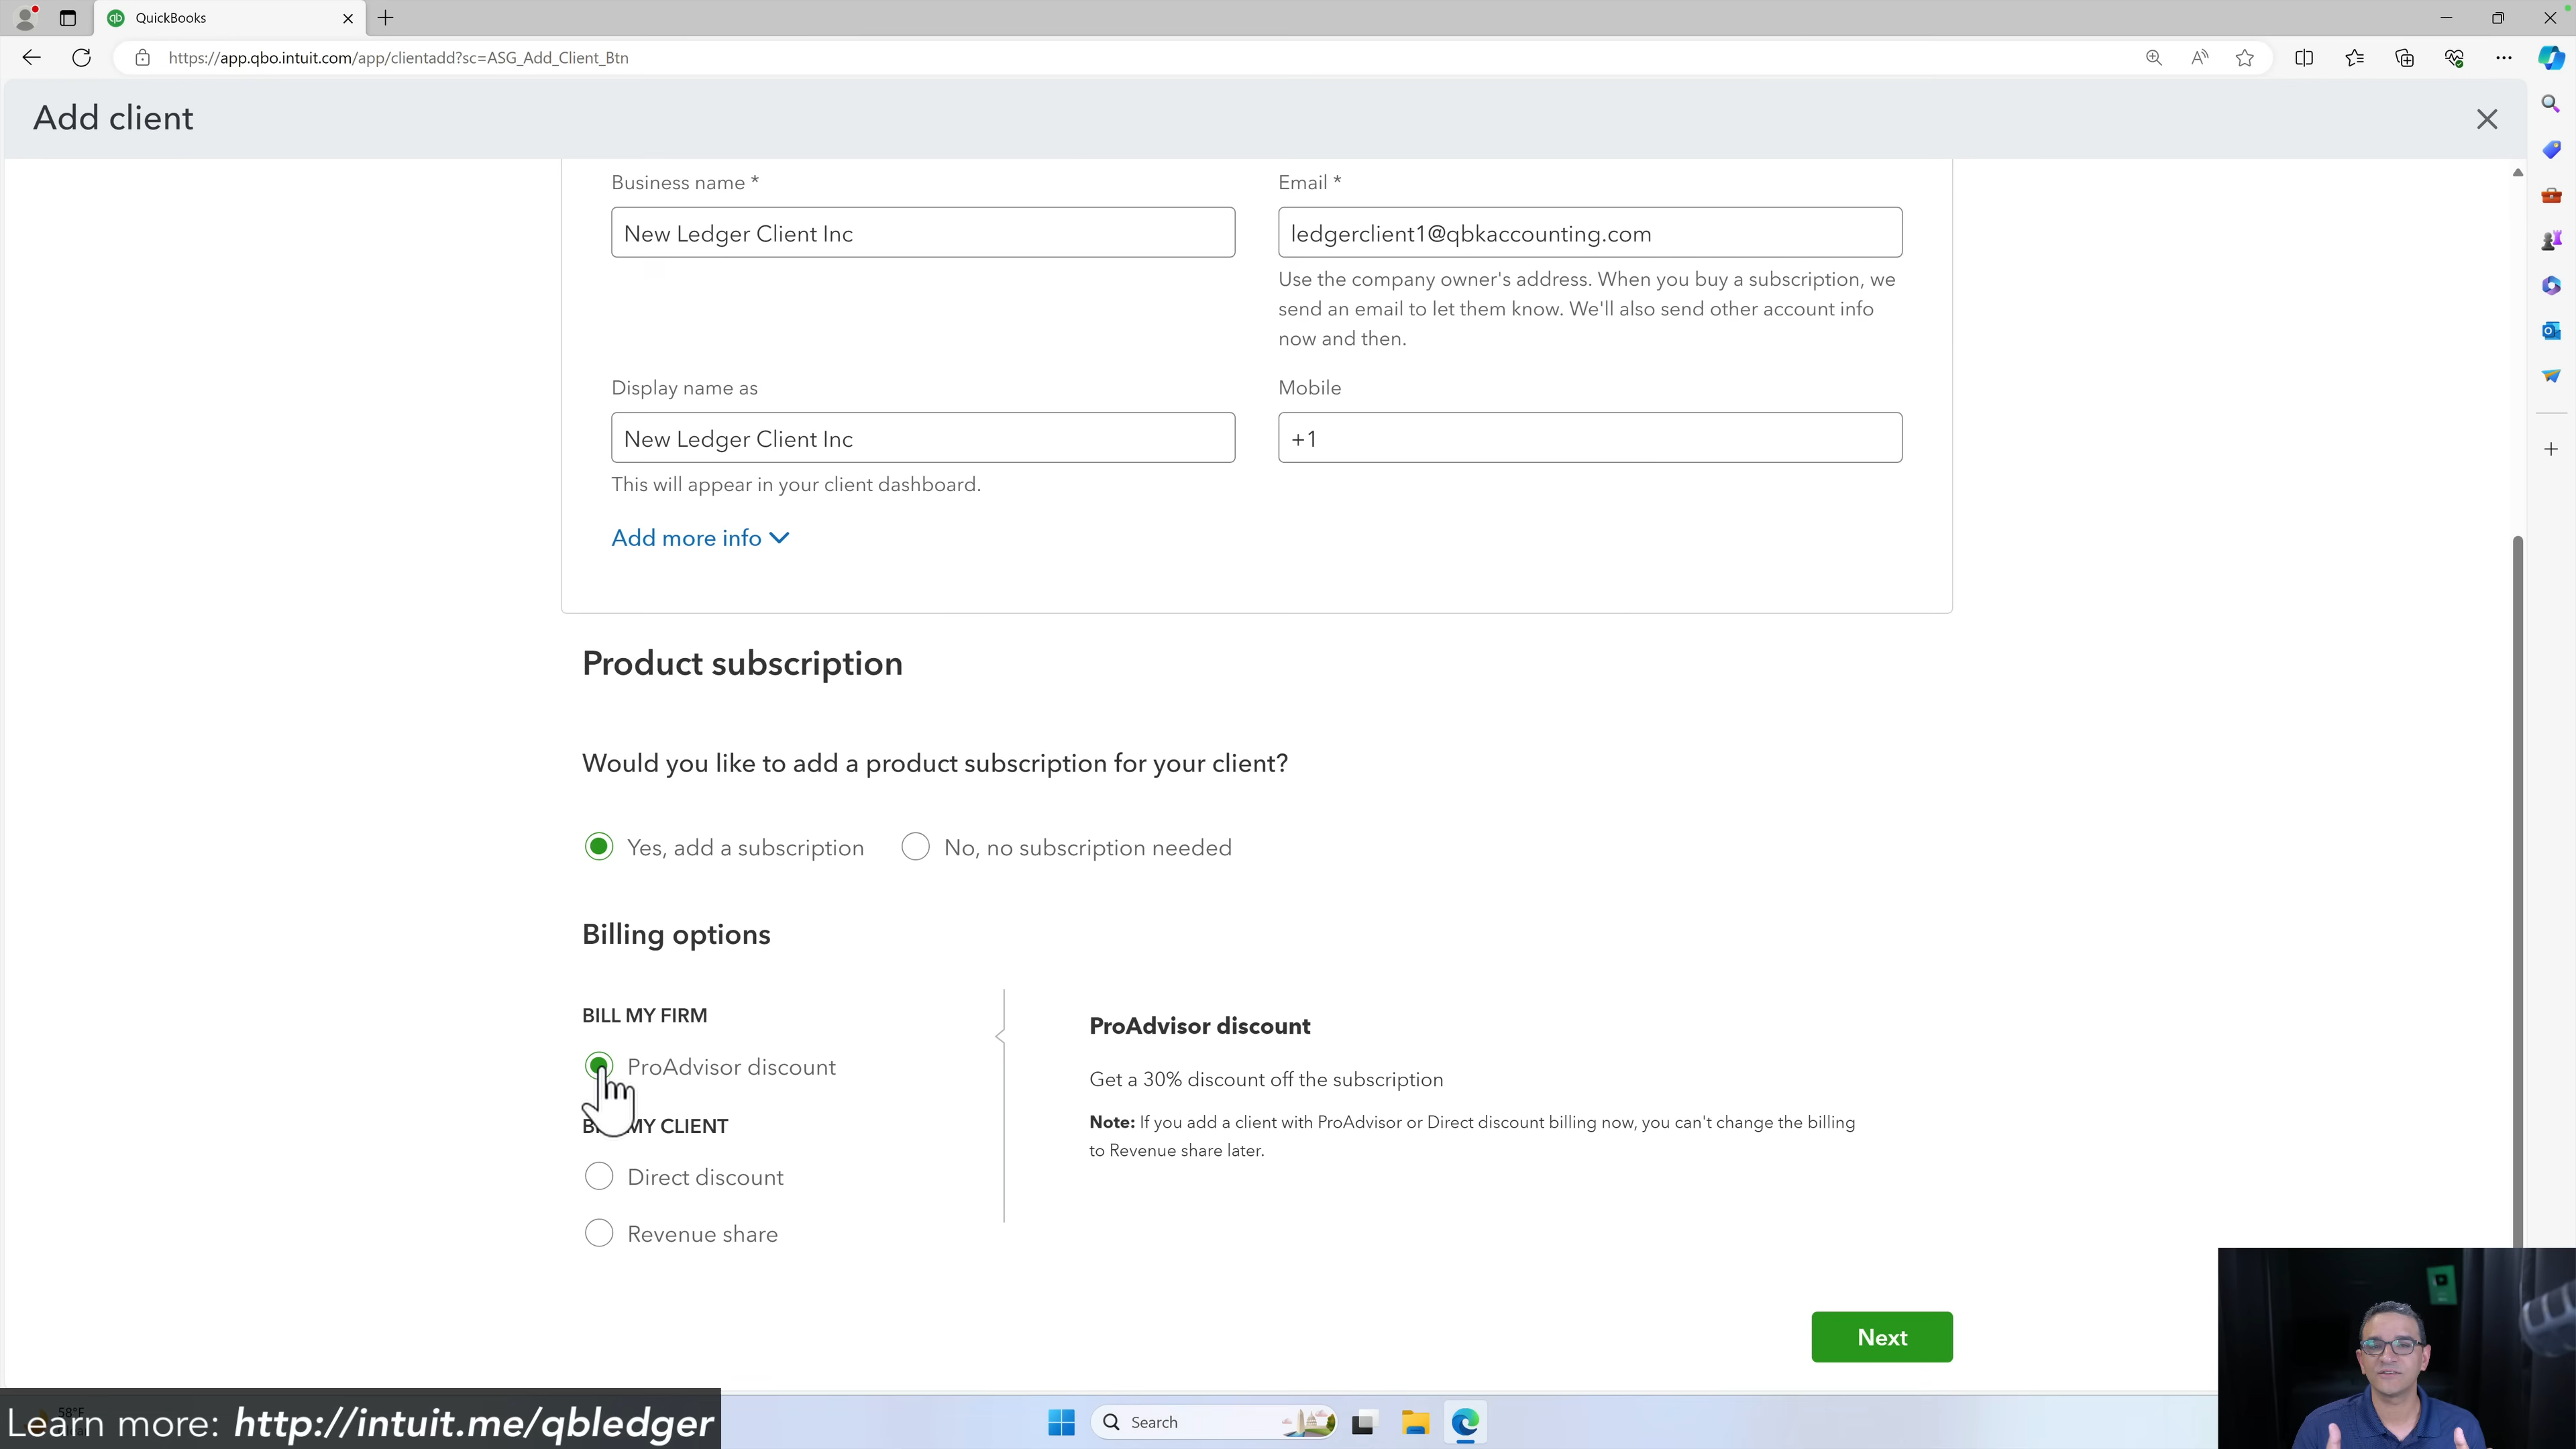 QuickBooks
https://app.qbo.intuit.com/app/clientadd?sc=ASG_Add_Client_Btn
Add client
Business name *
New Ledger Client Inc
Email *
ledgerclient1@qbkaccounting.com
Use the company owner's address. When you buy a subscription, we
send an email to let them know. We'll also send other account info
now and then.
Display name as
New Ledger Client Inc
This will appear in your client dashboard.
Mobile
+1
Add more info
Product subscription
Would you like to add a product subscription for your client?
Yes, add a subscription
No, no subscription needed
Billing options
BILL MY FIRM
ProAdvisor discount
MY CLIENT
Direct discount
Revenue share
ProAdvisor discount
Get a 30% discount off the subscription
Note: If you add a client with ProAdvisor or Direct discount billing now, you can't change the billing
to Revenue share later.
Next
58°F
Learn more: http://intuit.me/qbledger
Search